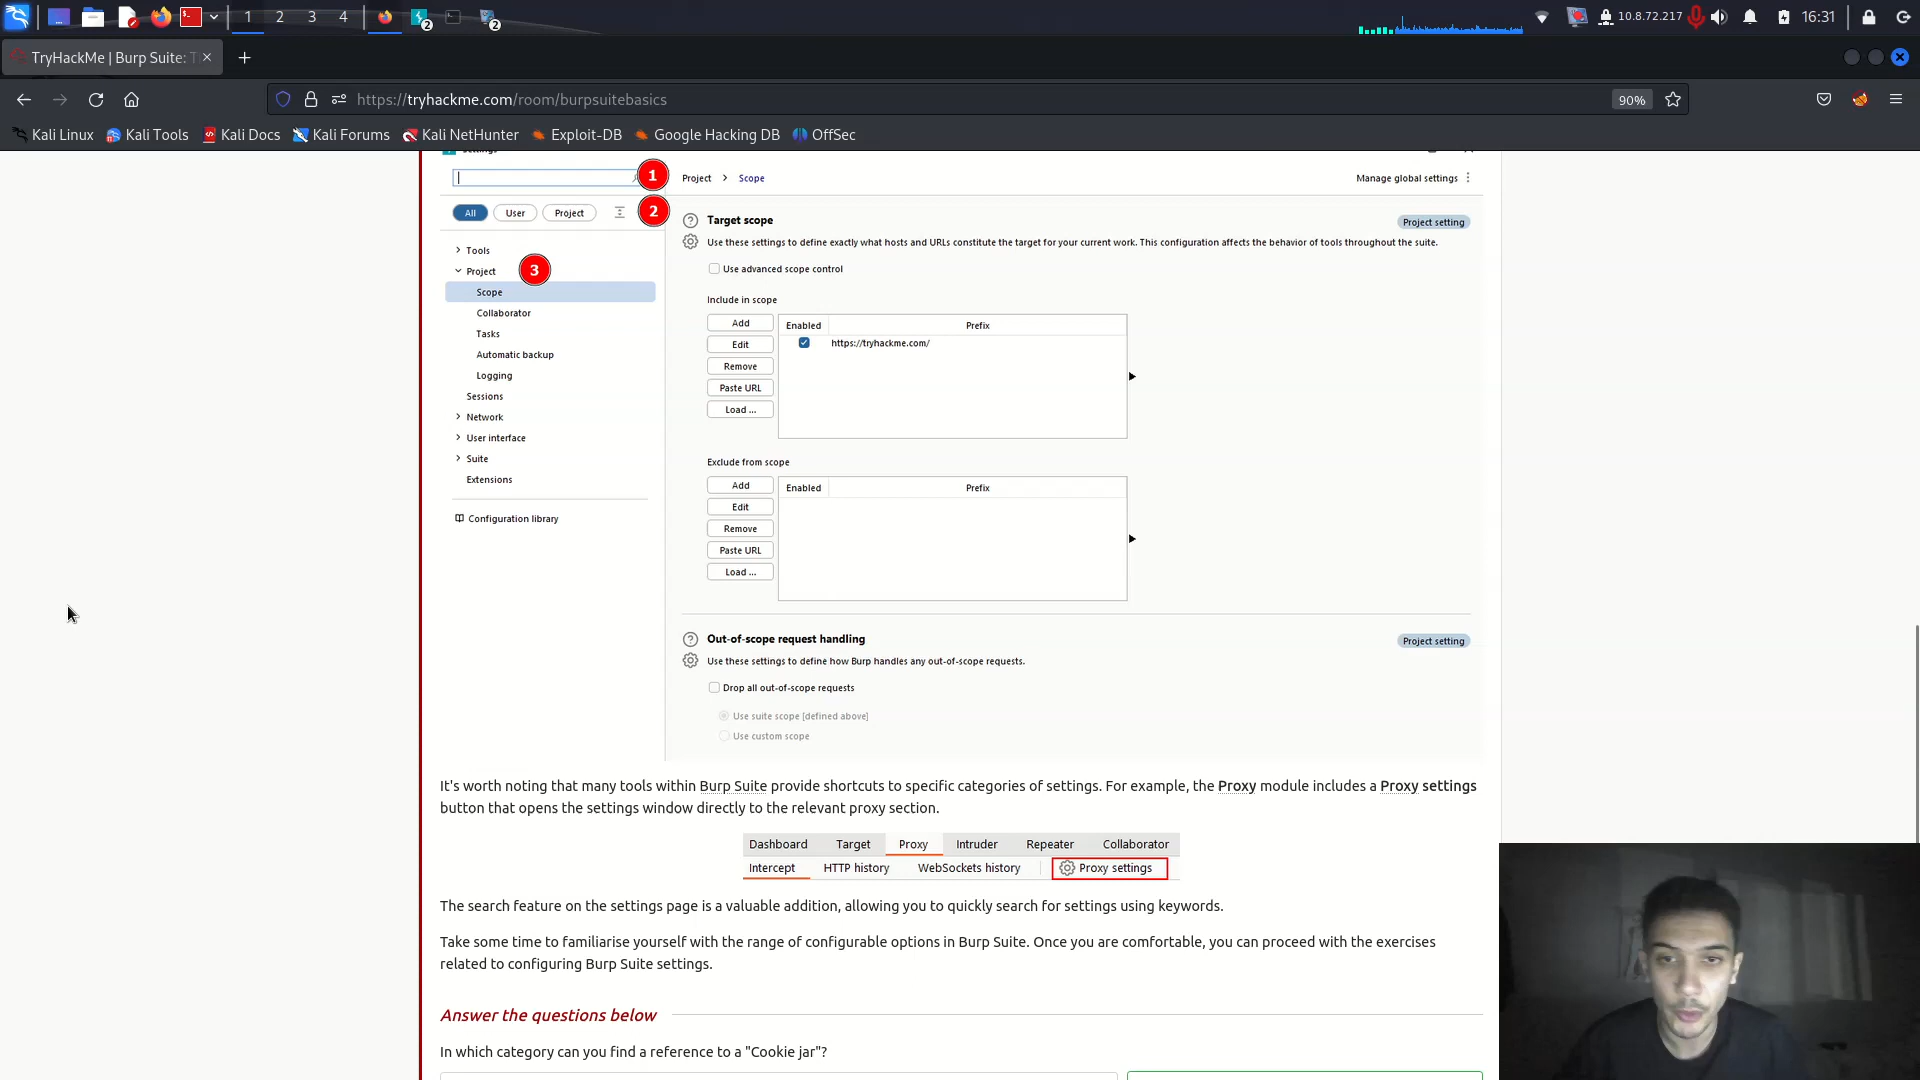 1 2 3 4 2 2 10.8.72.217 16:31
TryHackMe | Burp Suite: T
https://tryhackme.com/room/burpsuitebasics 90%
Kali Linux Kali Tools Kali Docs Kali Forums Kali NetHunter Exploit-DB Google Hacking DB OffSec
1 Project > Scope Manage global settings
All User Project 2
Target scope Project setting
Use these settings to define exactly what hosts and URLs constitute the target for your current work. This configuration affects the behavior of tools throughout the suite.
Tools
Use advanced scope control
Project 3
Scope
Include in scope
Collaborator
Add Enabled Prefix
Tasks
Edit https://tryhackme.com/
Automatic backup
Remove
Logging
Paste URL
Sessions
Load ...
Network
User interface
Suite
Exclude from scope
Extensions
Add Enabled Prefix
Edit
Configuration library
Remove
Paste URL
Load ...
Out-of-scope request handling Project setting
Use these settings to define how Burp handles any out-of-scope requests.
Drop all out-of-scope requests
Use suite scope [defined above]
Use custom scope
It's worth noting that many tools within Burp Suite provide shortcuts to specific categories of settings. For example, the Proxy module includes a Proxy settings
button that opens the settings window directly to the relevant proxy section.
Dashboard Target Proxy Intruder Repeater Collaborator
Intercept HTTP history WebSockets history Proxy settings
The search feature on the settings page is a valuable addition, allowing you to quickly search for settings using keywords.
Take some time to familiarise yourself with the range of configurable options in Burp Suite. Once you are comfortable, you can proceed with the exercises
related to configuring Burp Suite settings.
Answer the questions below
In which category can you find a reference to a "Cookie jar"?